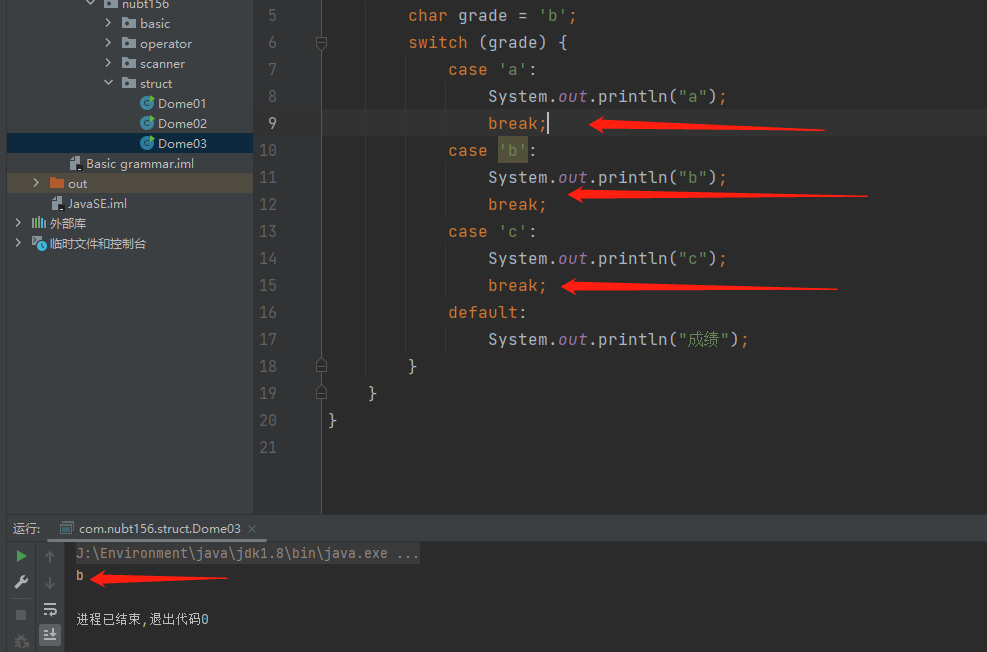 nubt156
basic
operator
scanner
struct
Dome01
Dome02
Dome03
Basic grammar.iml
out
JavaSE.iml
外部库
临时文件和控制台
5 char grade = 'b';
6 switch (grade) {
7 case 'a':
8 System.out.println("a");
9 break;
10 case 'b':
11 System.out.println("b");
12 break;
13 case 'c':
14 System.out.println("c");
15 break;
16 default:
17 System.out.println("成绩");
18 }
19 }
20 }
21
运行: com.nubt156.struct.Dome03
J:\Environment\java\jdk1.8\bin\java.exe ...
b
进程已结束,退出代码0